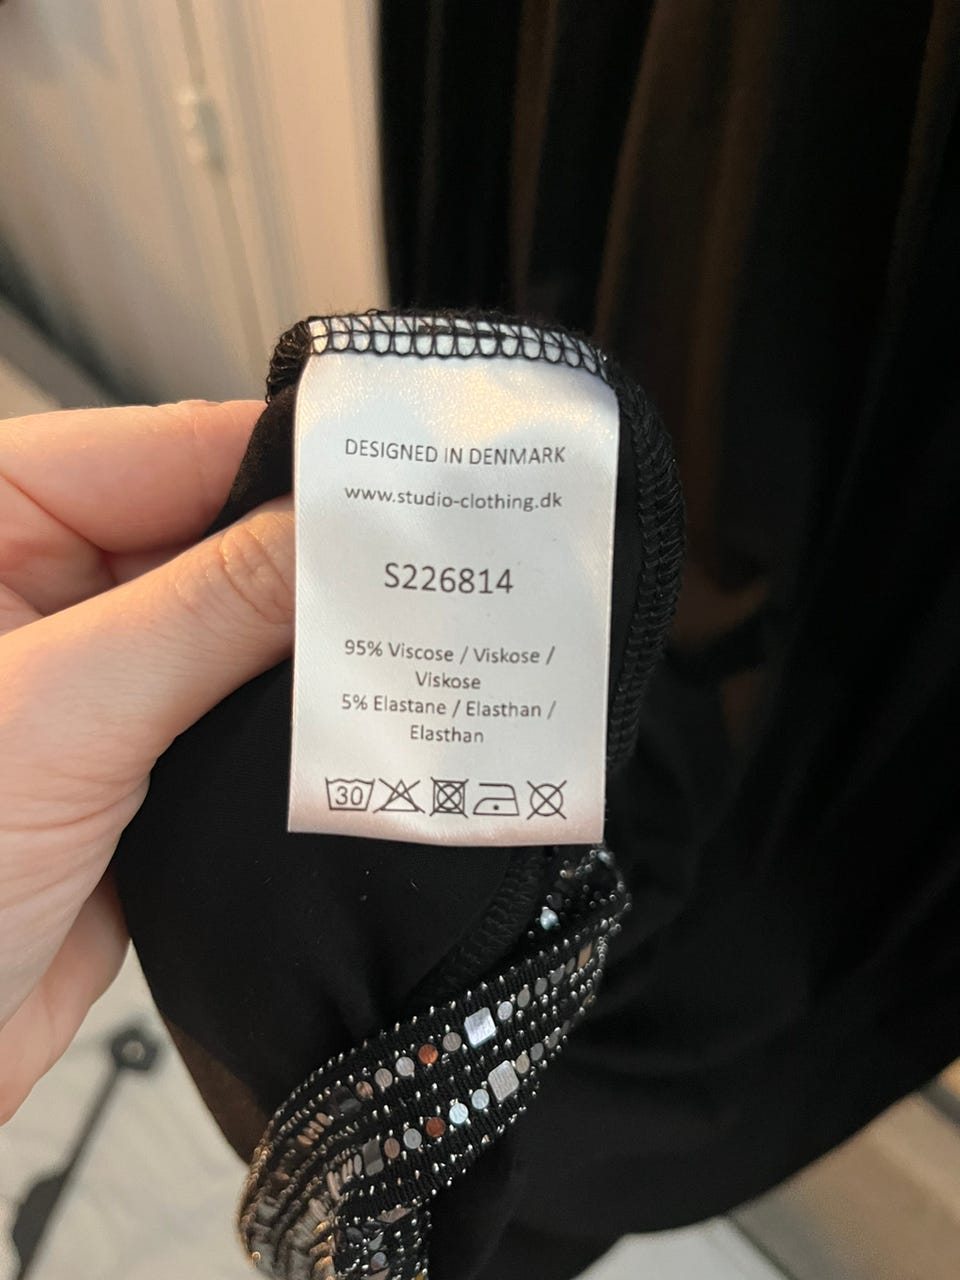 DESIGNED IN DENMARK
www.studio-clothing.dk
S226814
95% Viscose / Viskose /
Viskose
5% Elastane / Elasthan /
Elasthan
30